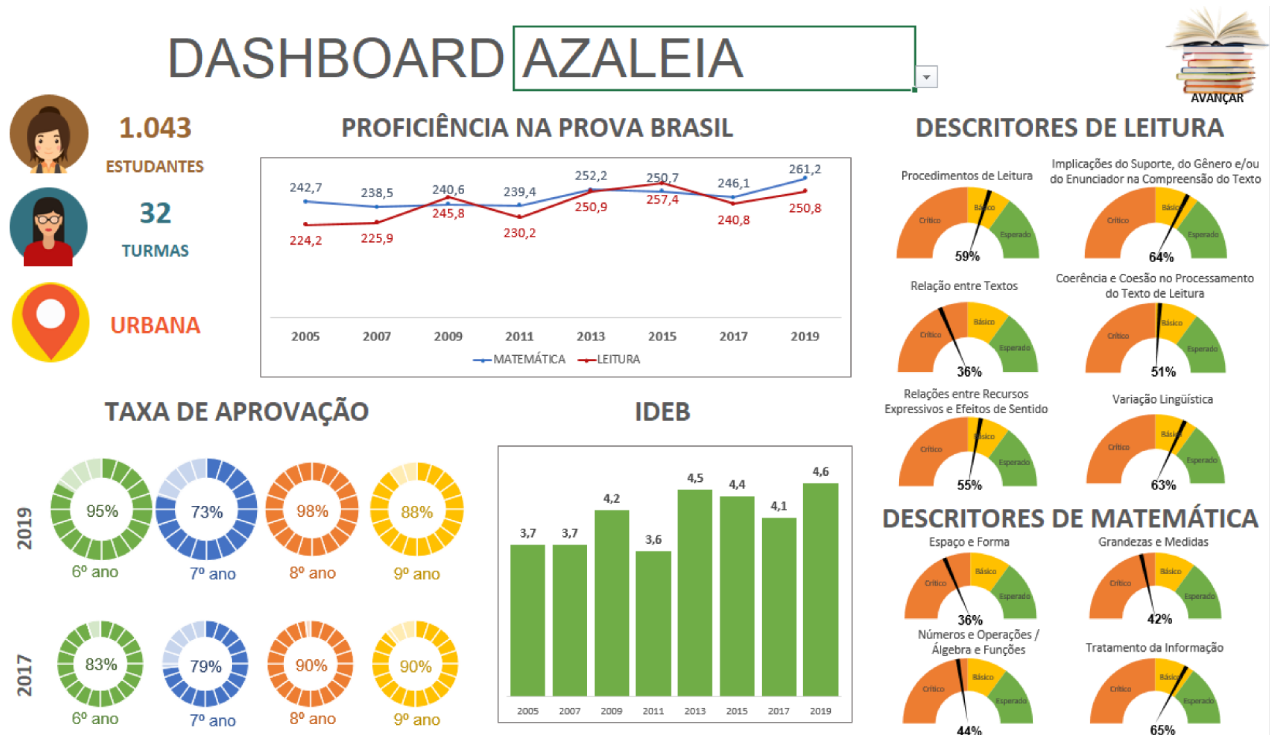 DASHBOARD AZALEIA
AVANÇAR
1.043
ESTUDANTES
32
TURMAS
URBANA
PROFICIÊNCIA NA PROVA BRASIL
242,7 238,5 240,6 239,4 252,2 250,7 246,1 261,2
224,2 225,9 245,8 230,2 250,9 257,4 240,8 250,8
2005 2007 2009 2011 2013 2015 2017 2019
MATEMÁTICA LEITURA
TAXA DE APROVAÇÃO
2019
95% 73% 98% 88%
6º ano 7º ano 8º ano 9º ano
2017
83% 79% 90% 90%
6º ano 7º ano 8º ano 9º ano
IDEB
3,7 3,7 4,2 3,6 4,5 4,4 4,1 4,6
2005 2007 2009 2011 2013 2015 2017 2019
DESCRITORES DE LEITURA
Procedimentos de Leitura
Crítico Básico Esperado
59%
Implicações do Suporte, do Gênero e/ou
do Enunciador na Compreensão do Texto
Crítico Básico Esperado
64%
Relação entre Textos
Crítico Básico Esperado
36%
Coerência e Coesão no Processamento
do Texto de Leitura
Crítico Básico Esperado
51%
Relações entre Recursos
Expressivos e Efeitos de Sentido
Crítico Básico Esperado
55%
Variação Lingüística
Crítico Básico Esperado
63%
DESCRITORES DE MATEMÁTICA
Espaço e Forma
Crítico Básico Esperado
36%
Grandezas e Medidas
Crítico Básico Esperado
42%
Números e Operações /
Álgebra e Funções
Crítico Básico Esperado
44%
Tratamento da Informação
Crítico Básico Esperado
65%